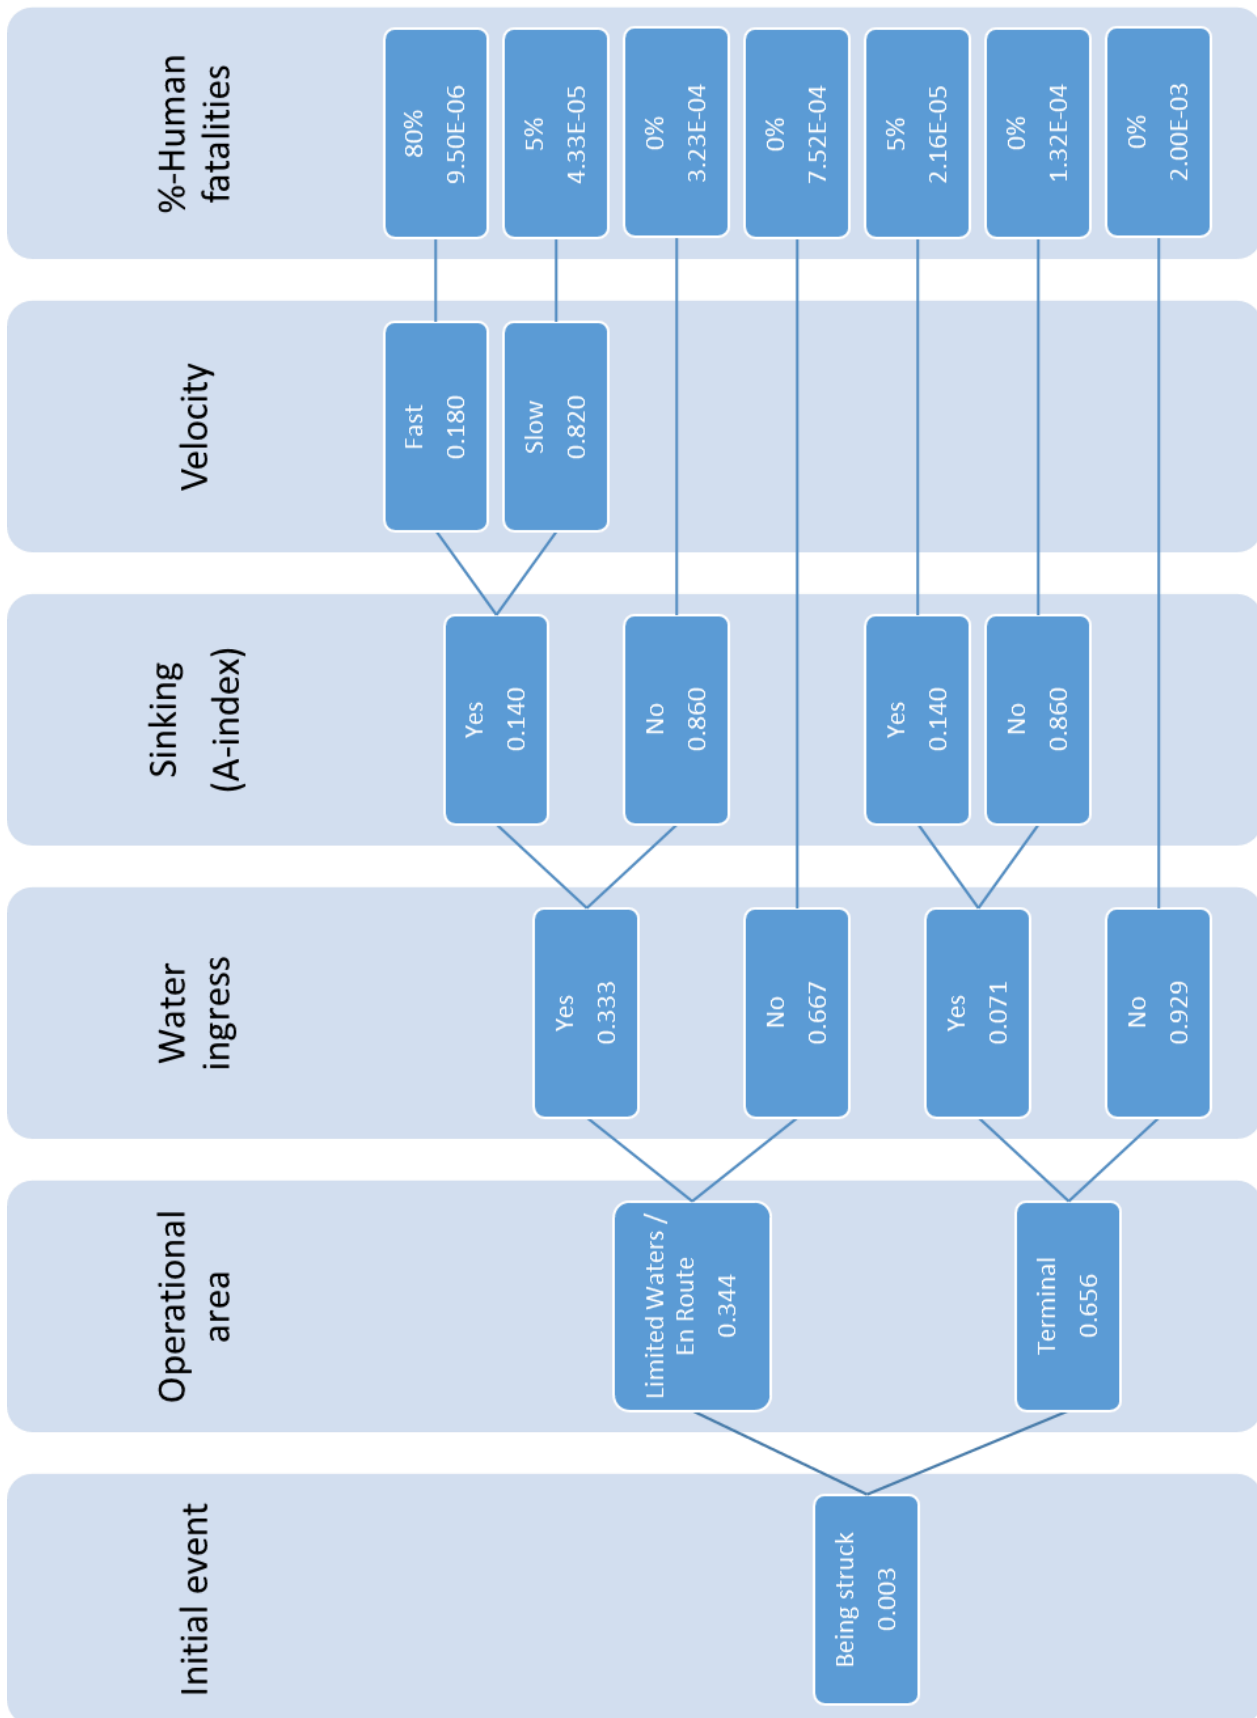 Initial event
Operational
area
Water
ingress
Sinking
(A-index)
Velocity
%-Human
fatalities
Being struck
0.003
Limited Waters /
En Route
0.344
Terminal
0.656
Yes
0.333
No
0.667
Yes
0.071
No
0.929
Yes
0.140
No
0.860
Yes
0.140
No
0.860
Fast
0.180
Slow
0.820
80%
9.50E-06
5%
4.33E-05
0%
3.23E-04
0%
7.52E-04
5%
2.16E-05
0%
1.32E-04
0%
2.00E-03